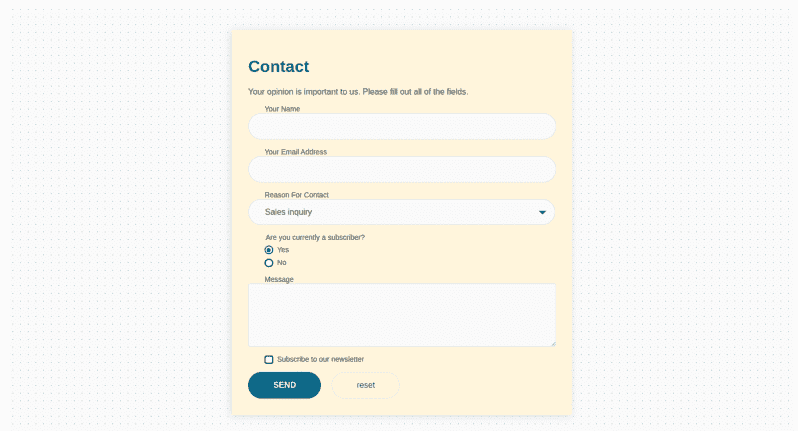 Contact
Your opinion is important to us. Please fill out all of the fields.
Your Name
Your Email Address
Reason For Contact
Sales inquiry
Are you currently a subscriber?
Yes
No
Message
Subscribe to our newsletter
SEND reset